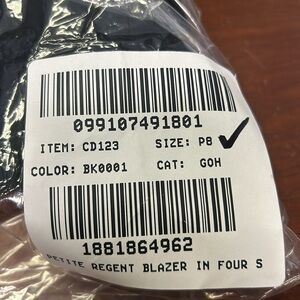 099107491801
ITEM: CD123 SIZE: P8
COLOR: BK0001 CAT: GOH
1881864962
PETITE REGENT BLAZER IN FOUR S